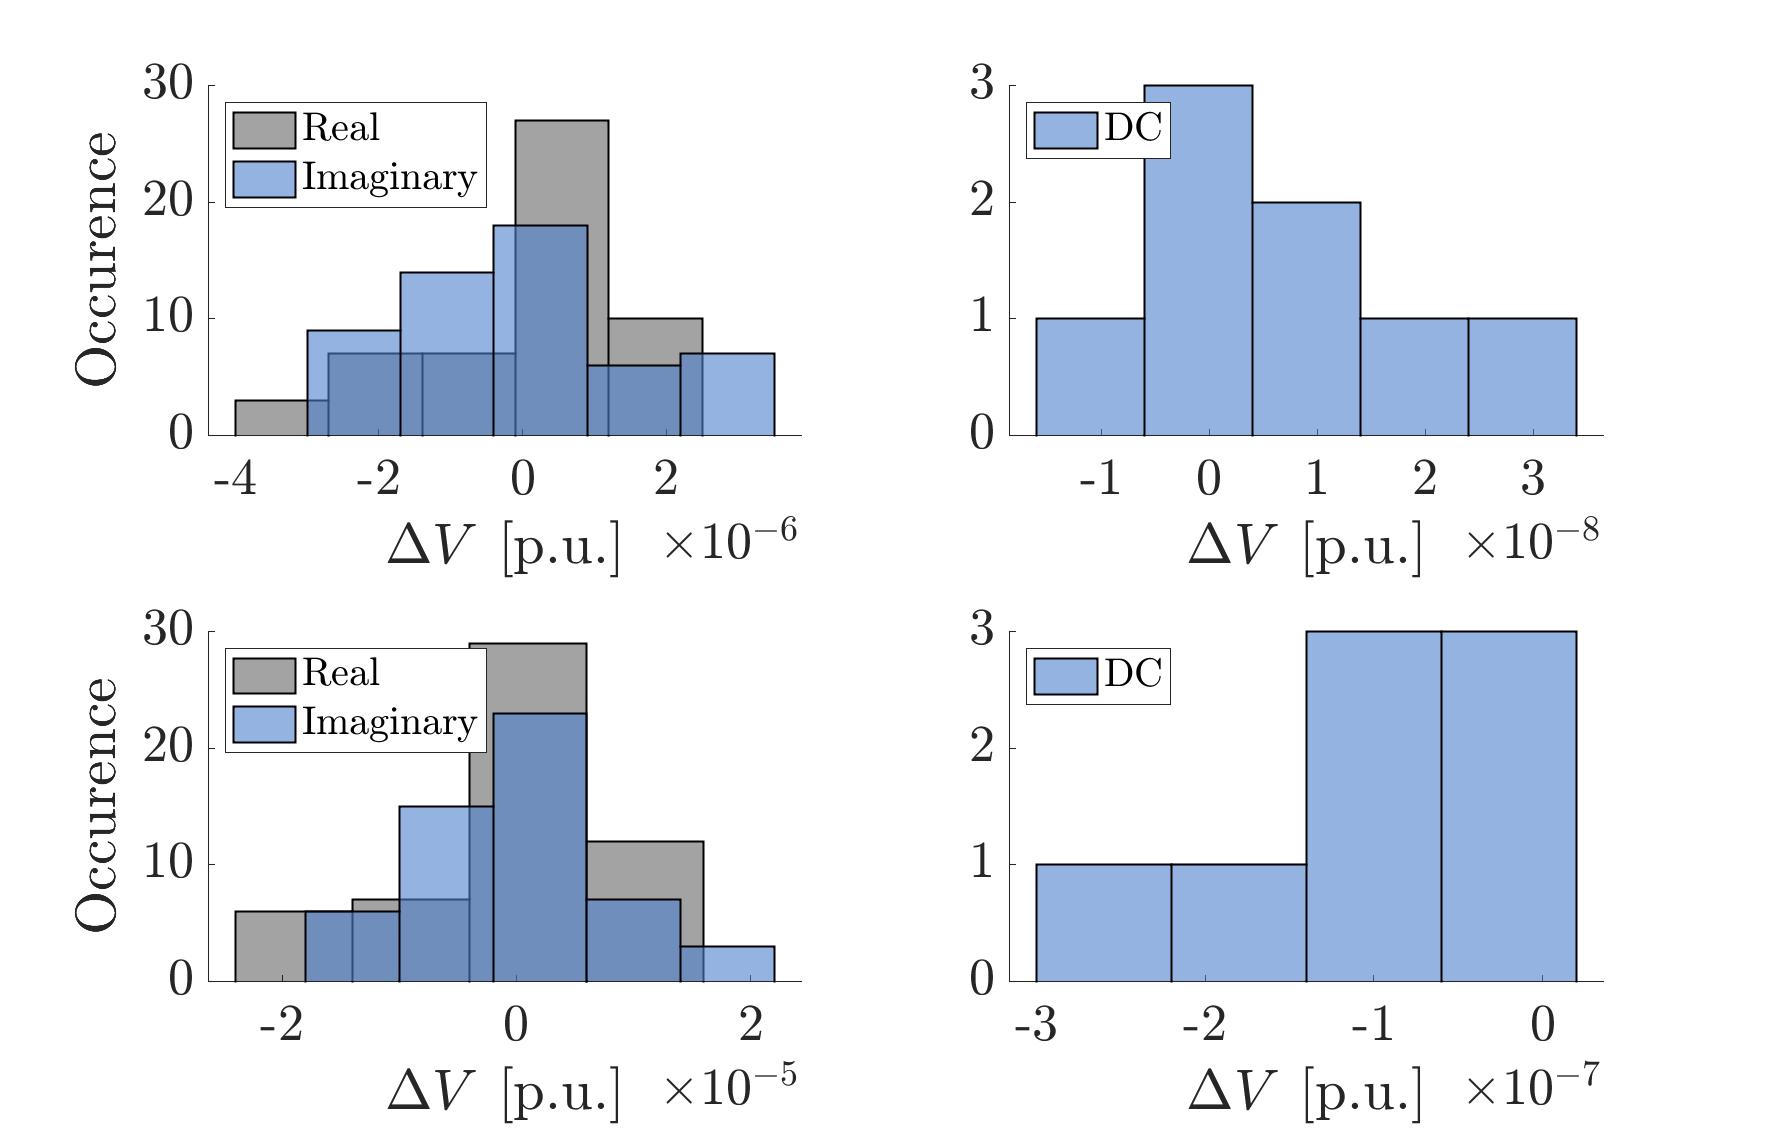 Occurence
30
20
10
0
Real
Imaginary
-4 -2 0 2
ΔV [p.u.] ×10⁻⁶
3
2
1
0
DC
-1 0 1 2 3
ΔV [p.u.] ×10⁻⁸
Occurence
30
20
10
0
Real
Imaginary
-2 0 2
ΔV [p.u.] ×10⁻⁵
3
2
1
0
DC
-3 -2 -1 0
ΔV [p.u.] ×10⁻⁷